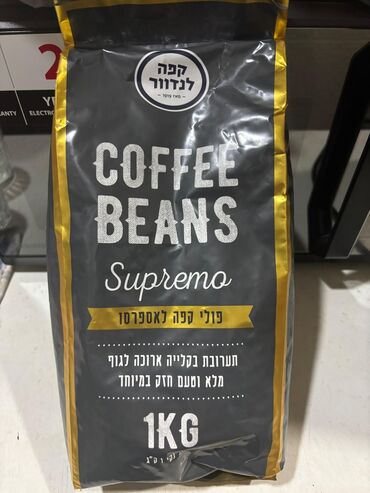 קפה
לנדוור
COFFEE
BEANS
Supremo
פולי קפה לאספרסו
תערובת בקלייה ארוכה לגוף
מלא וטעם חזק במיוחד
1KG